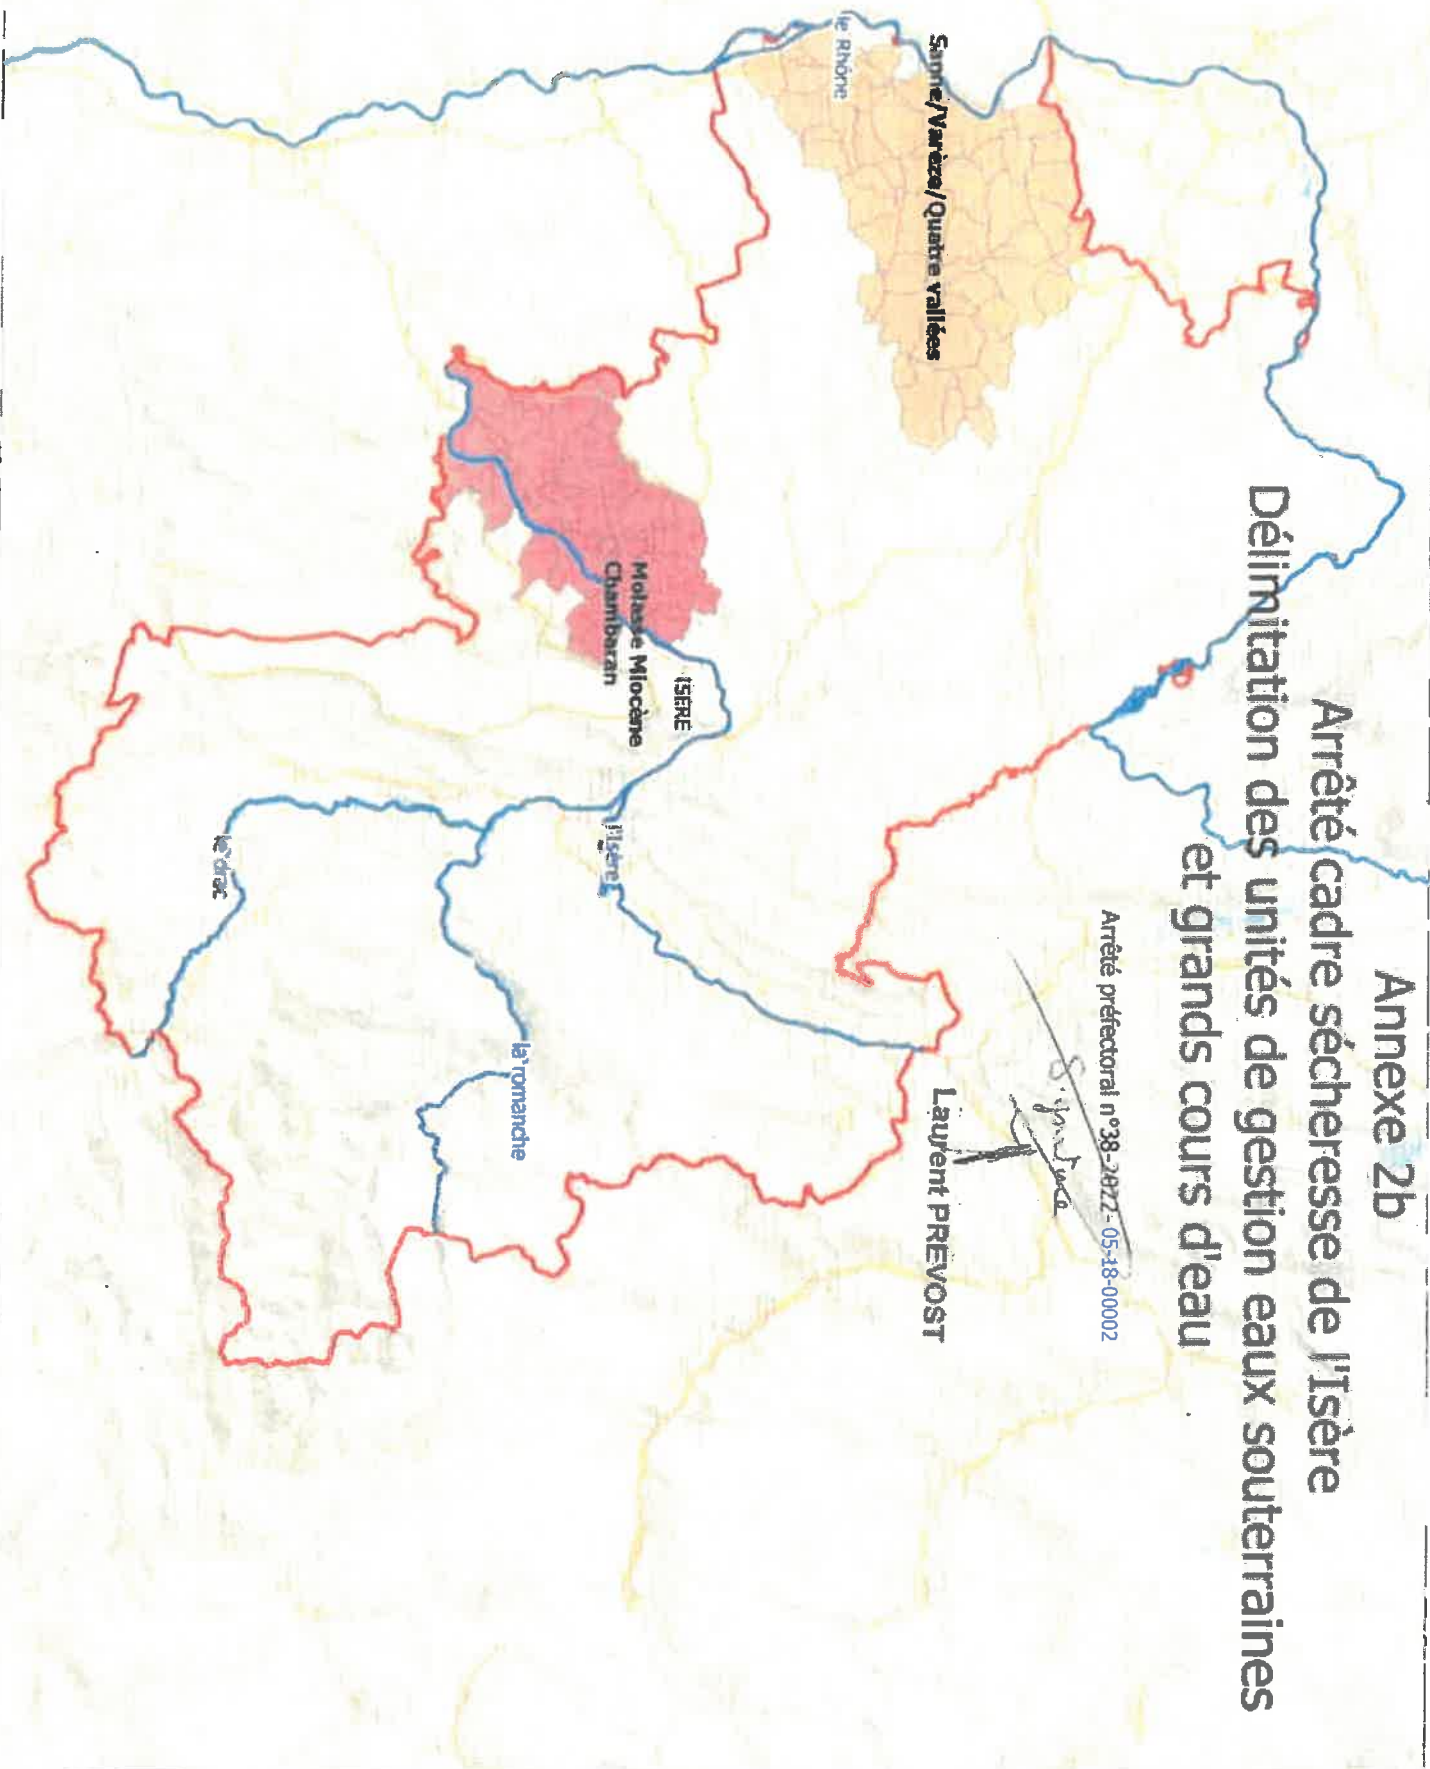 Annexe 2b
Arrêté cadre sécheresse de l'Isère
Délimitation des unités de gestion eaux souterraines
et grands cours d'eau
Arrêté préfectoral n°38-2022-05-18-00002
Signature
Laurent PREVOST
Sanne/Varèze/Quatre vallées
le Rhône
ISERE
Molasse Miocène
Chambaran
l'Isère
la romanche
le drac